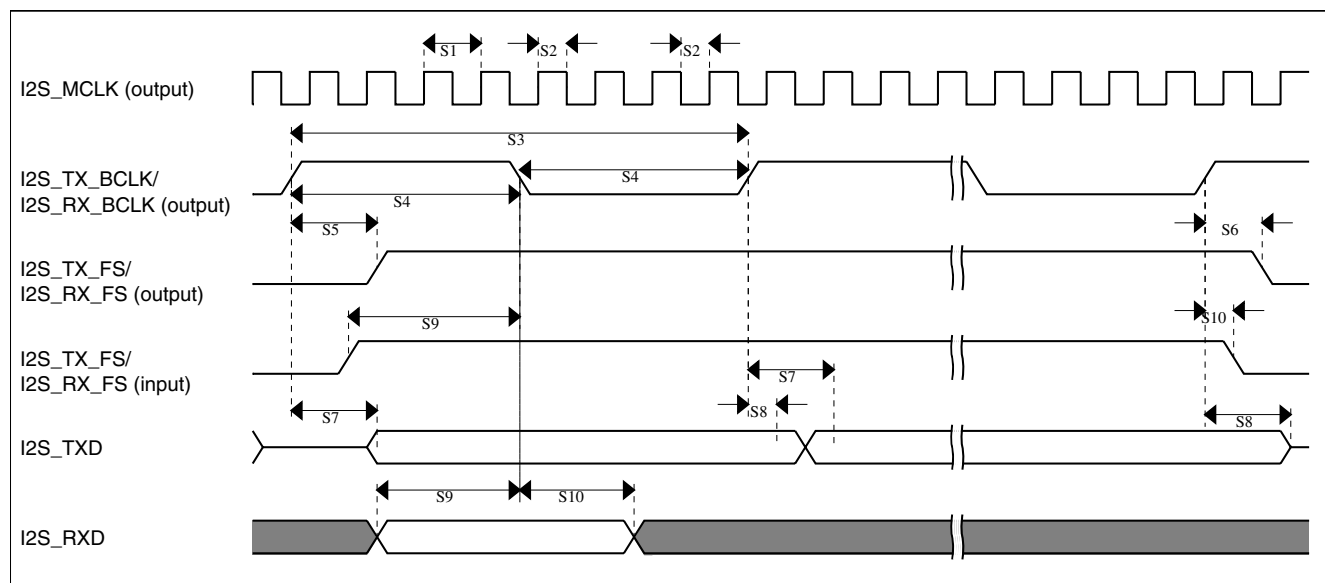 S1
S2
S2
I2S_MCLK (output)
S3
I2S_TX_BCLK/
I2S_RX_BCLK (output)
S4
S4
S5
S6
I2S_TX_FS/
I2S_RX_FS (output)
S9
S10
I2S_TX_FS/
I2S_RX_FS (input)
S7
S7
S8
S8
I2S_TXD
S9
S10
I2S_RXD